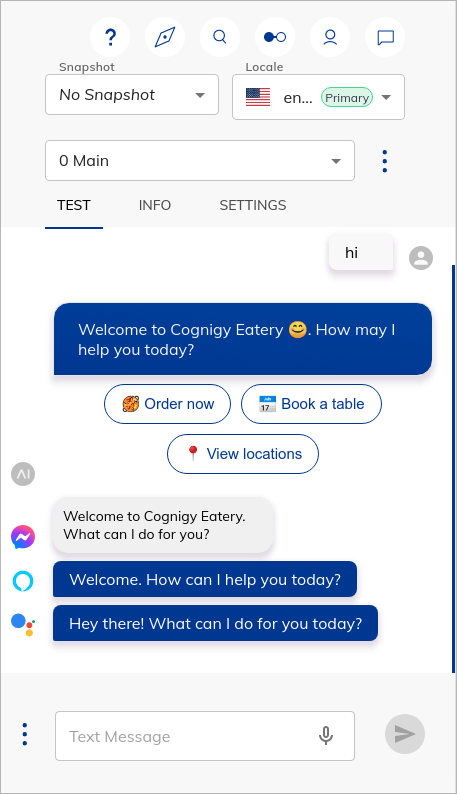 ?
Snapshot
Locale
No Snapshot
en... Primary
0 Main
TEST INFO SETTINGS
hi
Welcome to Cognigy Eatery 😊. How may I
help you today?
🥘 Order now
📅 Book a table
📍 View locations
AI
Welcome to Cognigy Eatery.
What can I do for you?
Welcome. How can I help you today?
Hey there! What can I do for you today?
Text Message